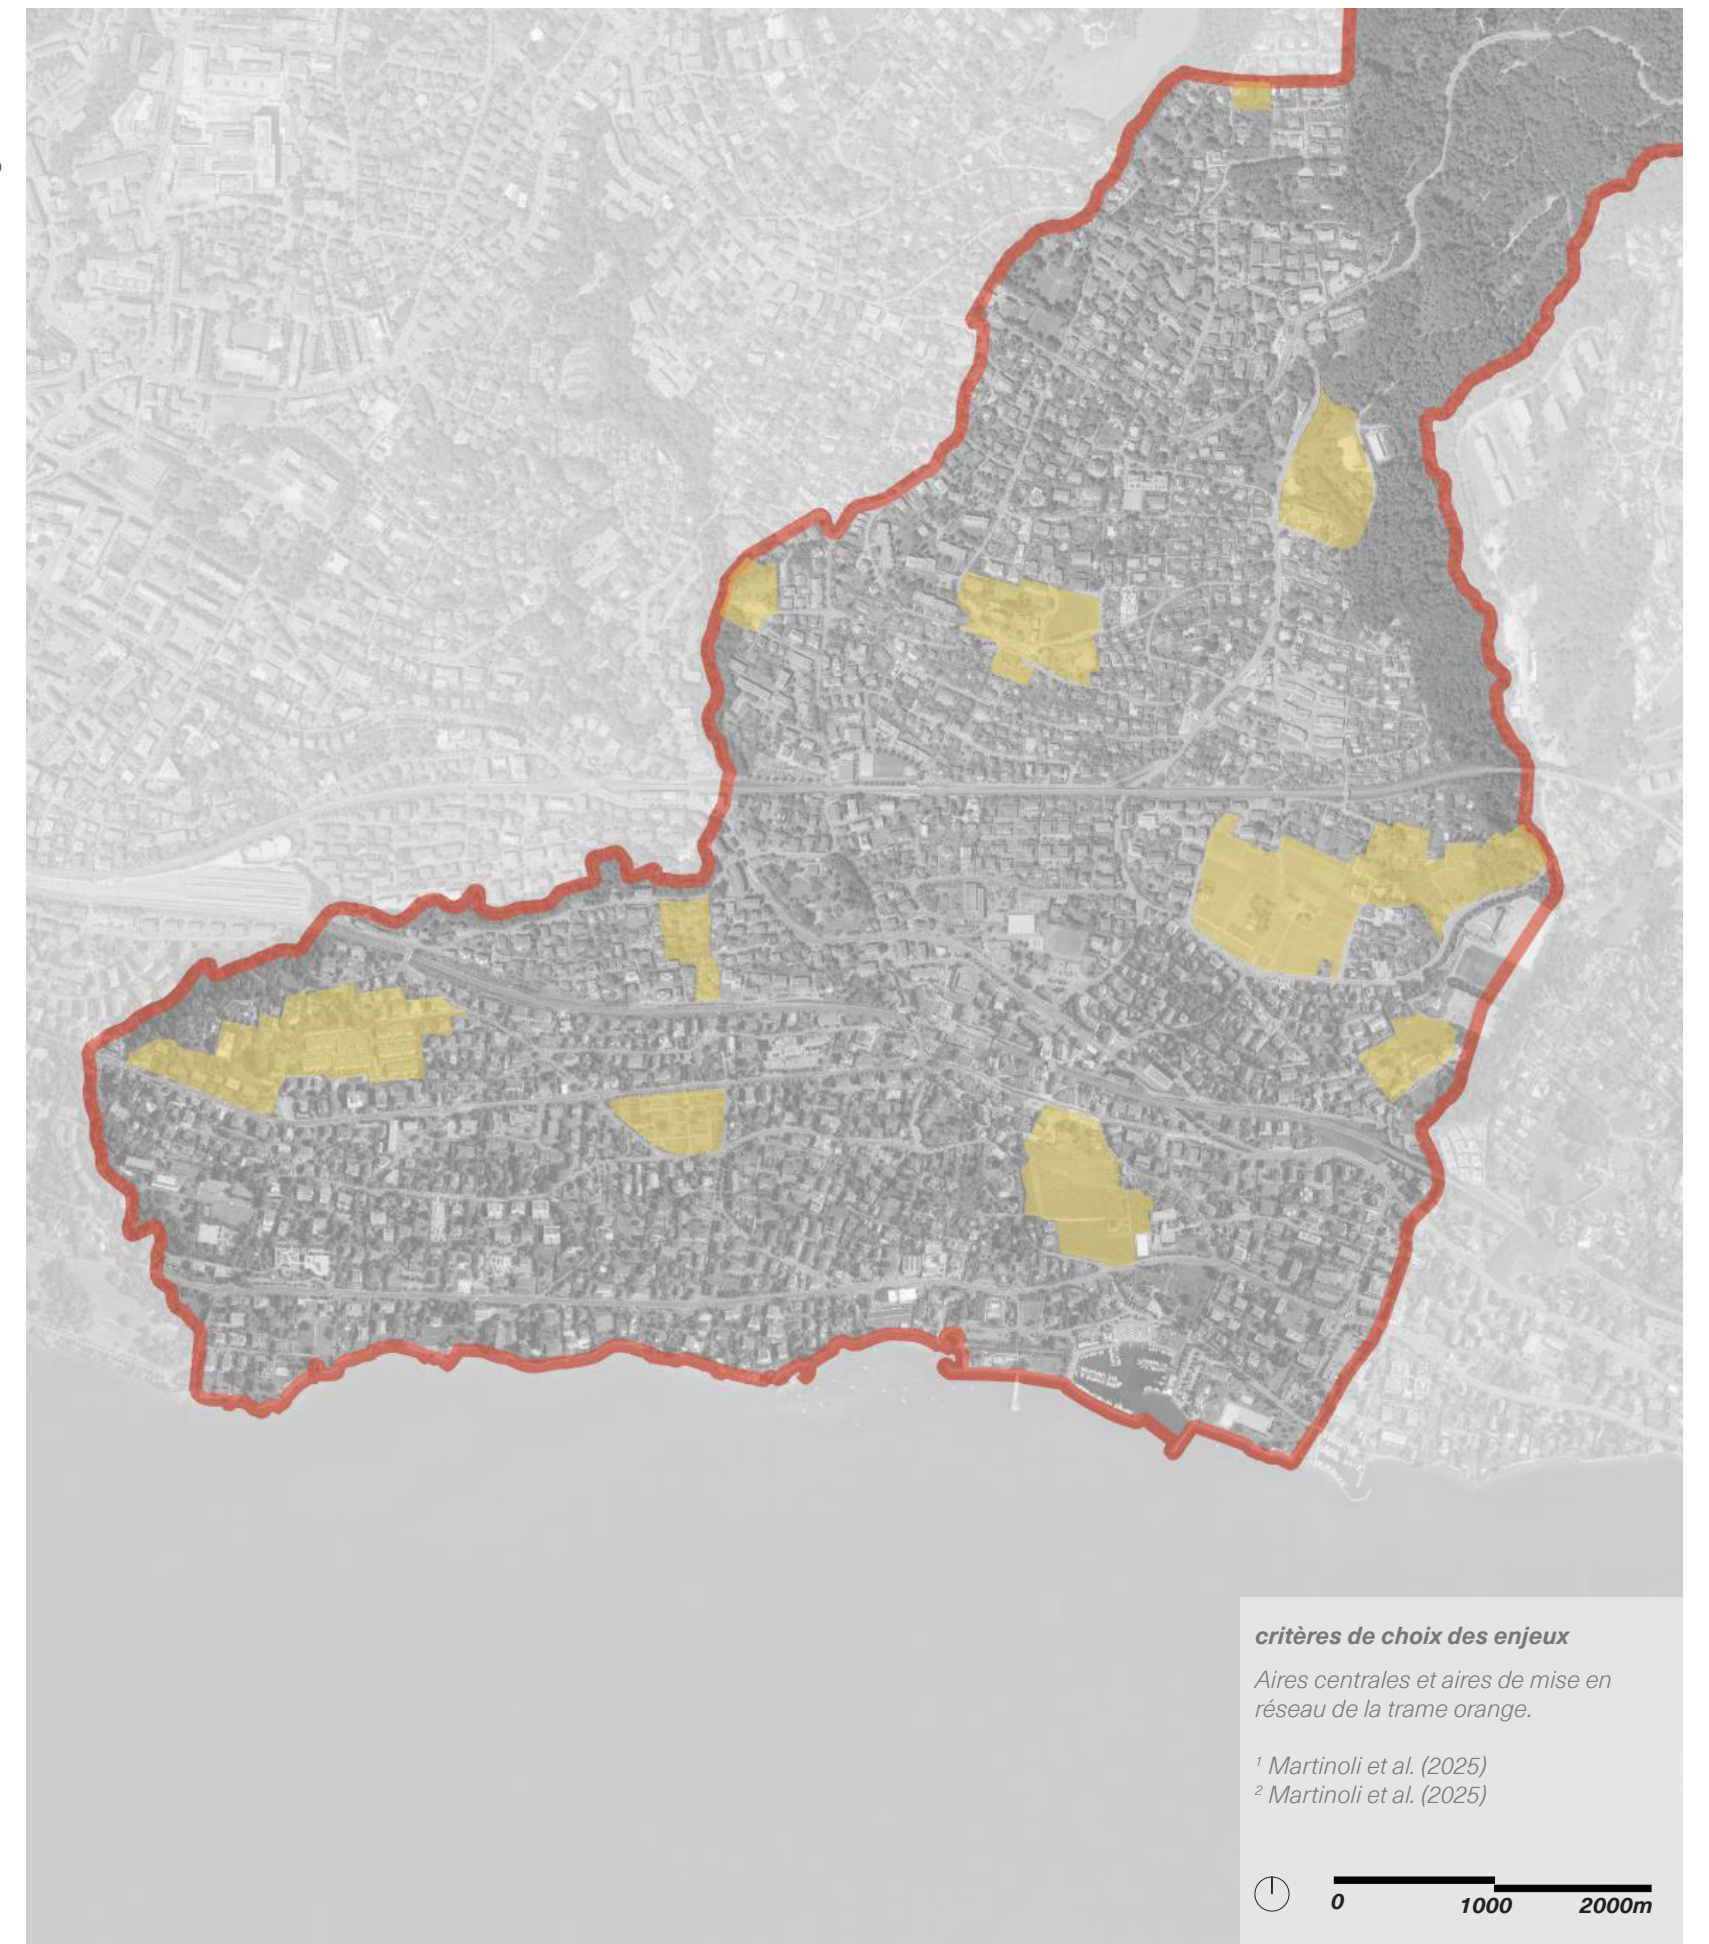 critères de choix des enjeux
Aires centrales et aires de mise en
réseau de la trame orange.
¹ Martinoli et al. (2025)
² Martinoli et al. (2025)
0 1000 2000m